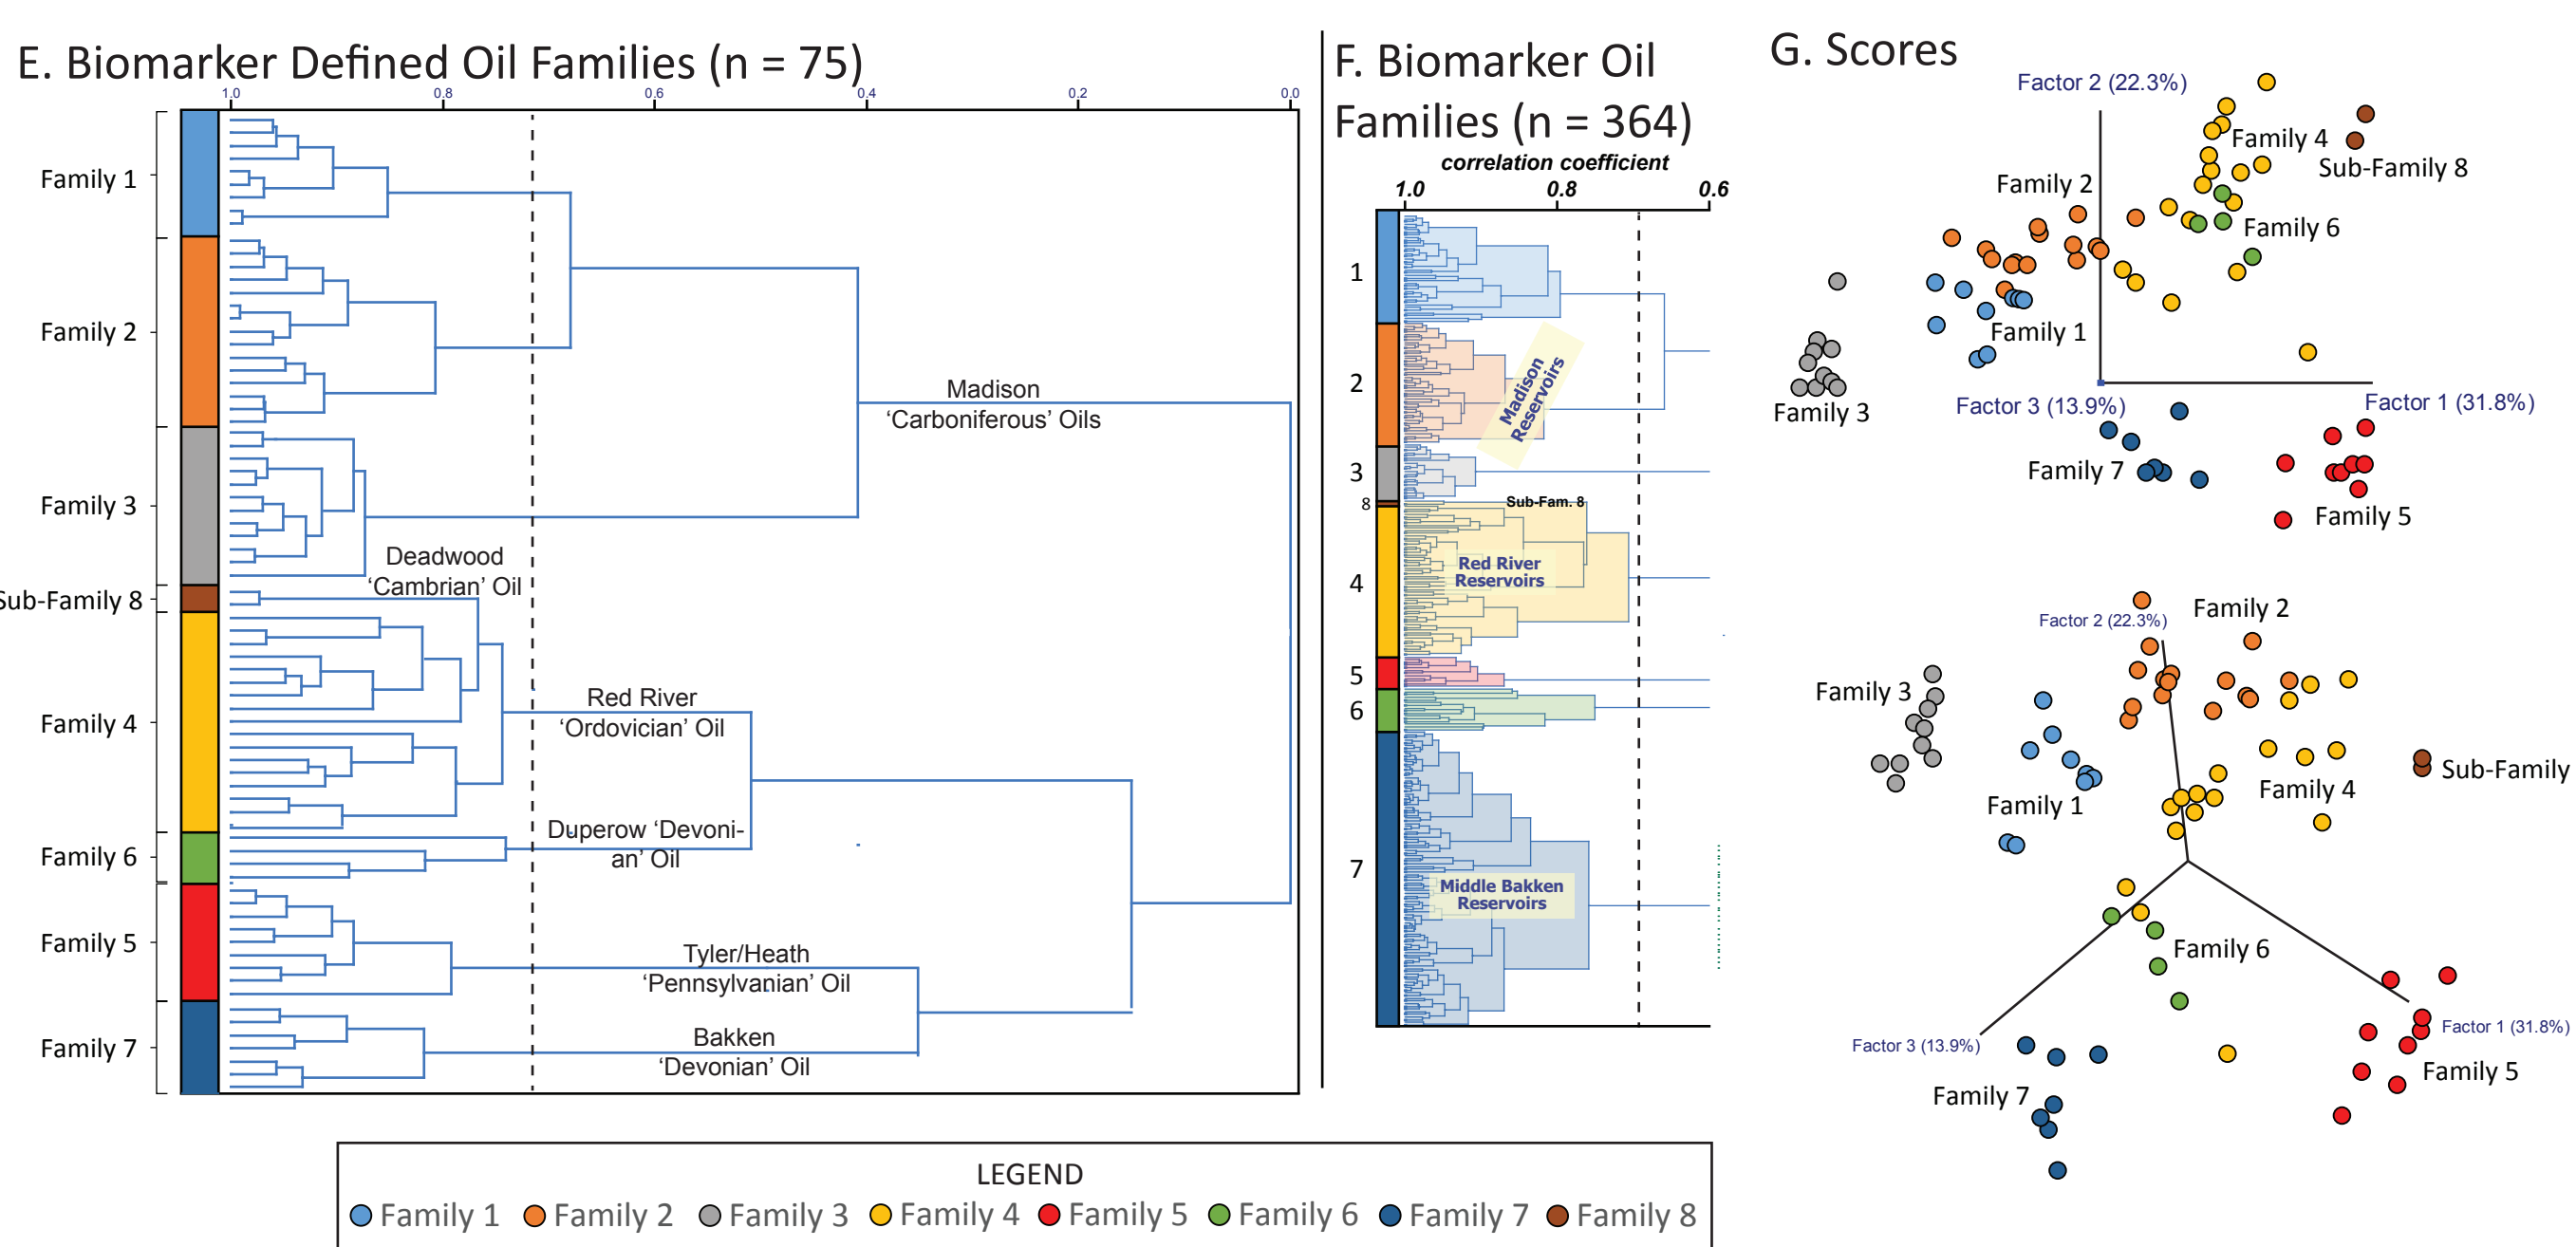 E. Biomarker Defined Oil Families (n = 75)
1.0 0.8 0.6 0.4 0.2 0.0
Family 1
Family 2
Family 3
Sub-Family 8
Family 4
Family 6
Family 5
Family 7
Madison
‘Carboniferous’ Oils
Deadwood
‘Cambrian’ Oil
Red River
‘Ordovician’ Oil
Duperow ‘Devoni-
an’ Oil
Tyler/Heath
‘Pennsylvanian’ Oil
Bakken
‘Devonian’ Oil
F. Biomarker Oil
Families (n = 364)
correlation coefficient
1.0 0.8 0.6
1
2
3
8
4
5
6
7
Madison
Reservoirs
Sub-Fam. 8
Red River
Reservoirs
Middle Bakken
Reservoirs
G. Scores
Factor 2 (22.3%)
Family 4
Sub-Family 8
Family 2
Family 6
Family 1
Family 3
Factor 3 (13.9%)
Factor 1 (31.8%)
Family 7
Family 5
Family 2
Factor 2 (22.3%)
Family 3
Sub-Family
Family 4
Family 1
Family 6
Factor 1 (31.8%)
Factor 3 (13.9%)
Family 5
Family 7
LEGEND
Family 1 Family 2 Family 3 Family 4 Family 5 Family 6 Family 7 Family 8